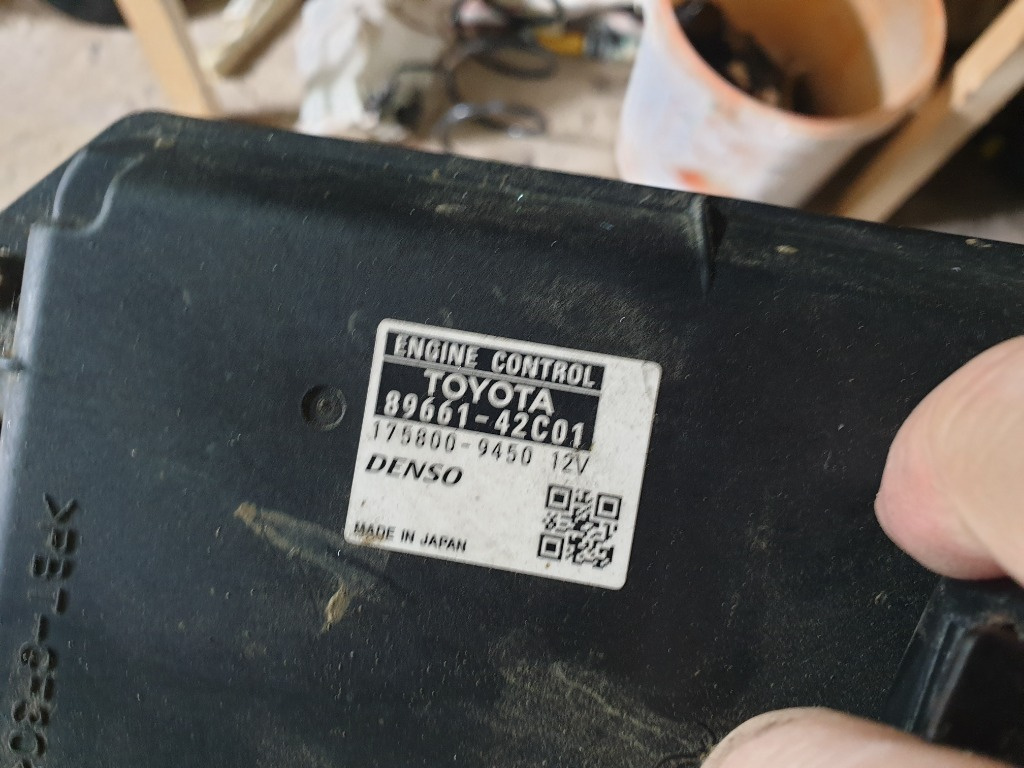 ENGINE CONTROL
TOYOTA
89661-42C01
175800-9450 12V
DENSO
MADE IN JAPAN